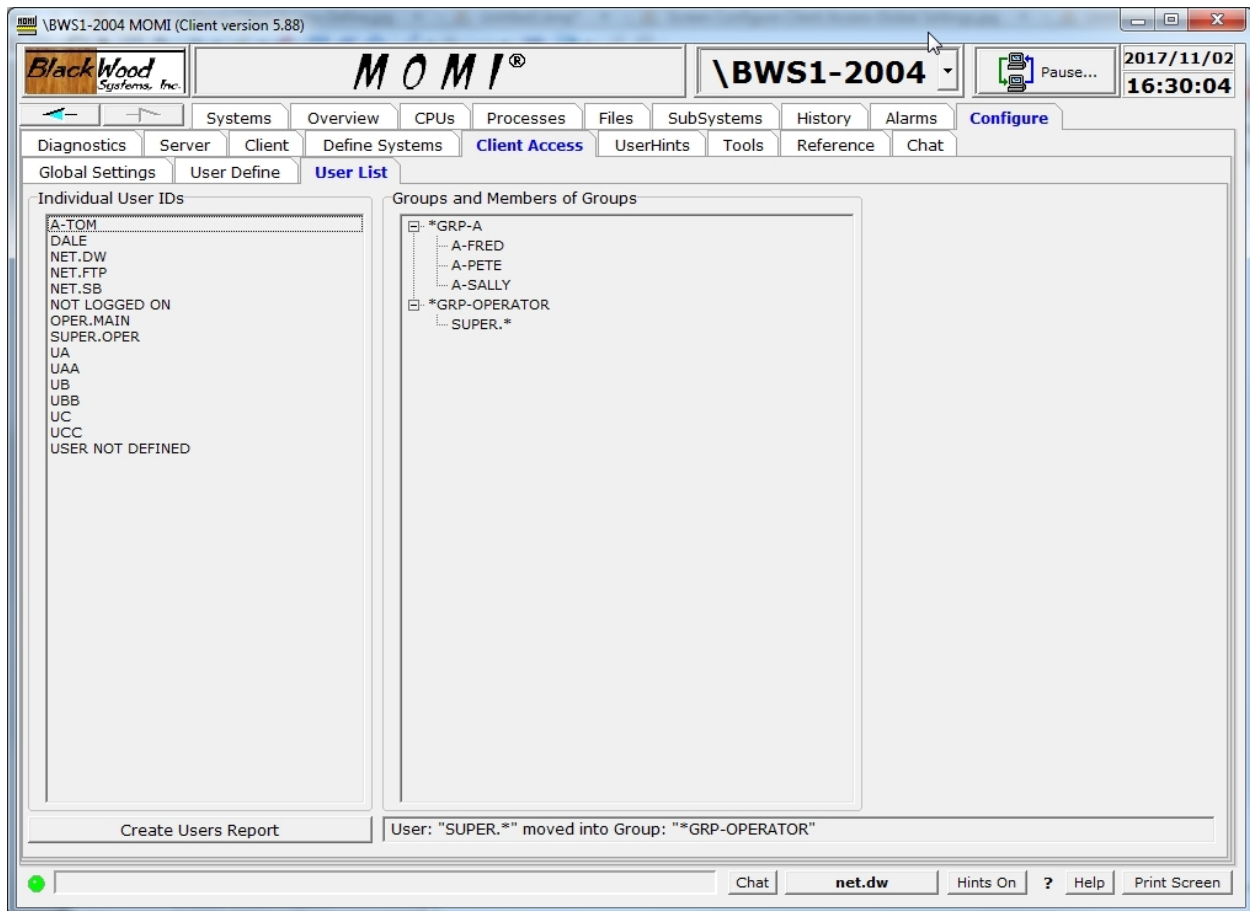 \BWS1-2004 MOMI (Client version 5.88)
BlackWood Systems, Inc.
MOMI®
\BWS1-2004
Pause...
2017/11/02
16:30:04
Systems Overview CPUs Processes Files SubSystems History Alarms Configure
Diagnostics Server Client Define Systems Client Access UserHints Tools Reference Chat
Global Settings User Define User List
Individual User IDs
A-TOM
DALE
NET.DW
NET.FTP
NET.SB
NOT LOGGED ON
OPER.MAIN
SUPER.OPER
UA
UAA
UB
UBB
UC
UCC
USER NOT DEFINED
Groups and Members of Groups
*GRP-A
A-FRED
A-PETE
A-SALLY
*GRP-OPERATOR
SUPER.*
Create Users Report
User: "SUPER.*" moved into Group: "*GRP-OPERATOR"
Chat net.dw Hints On ? Help Print Screen